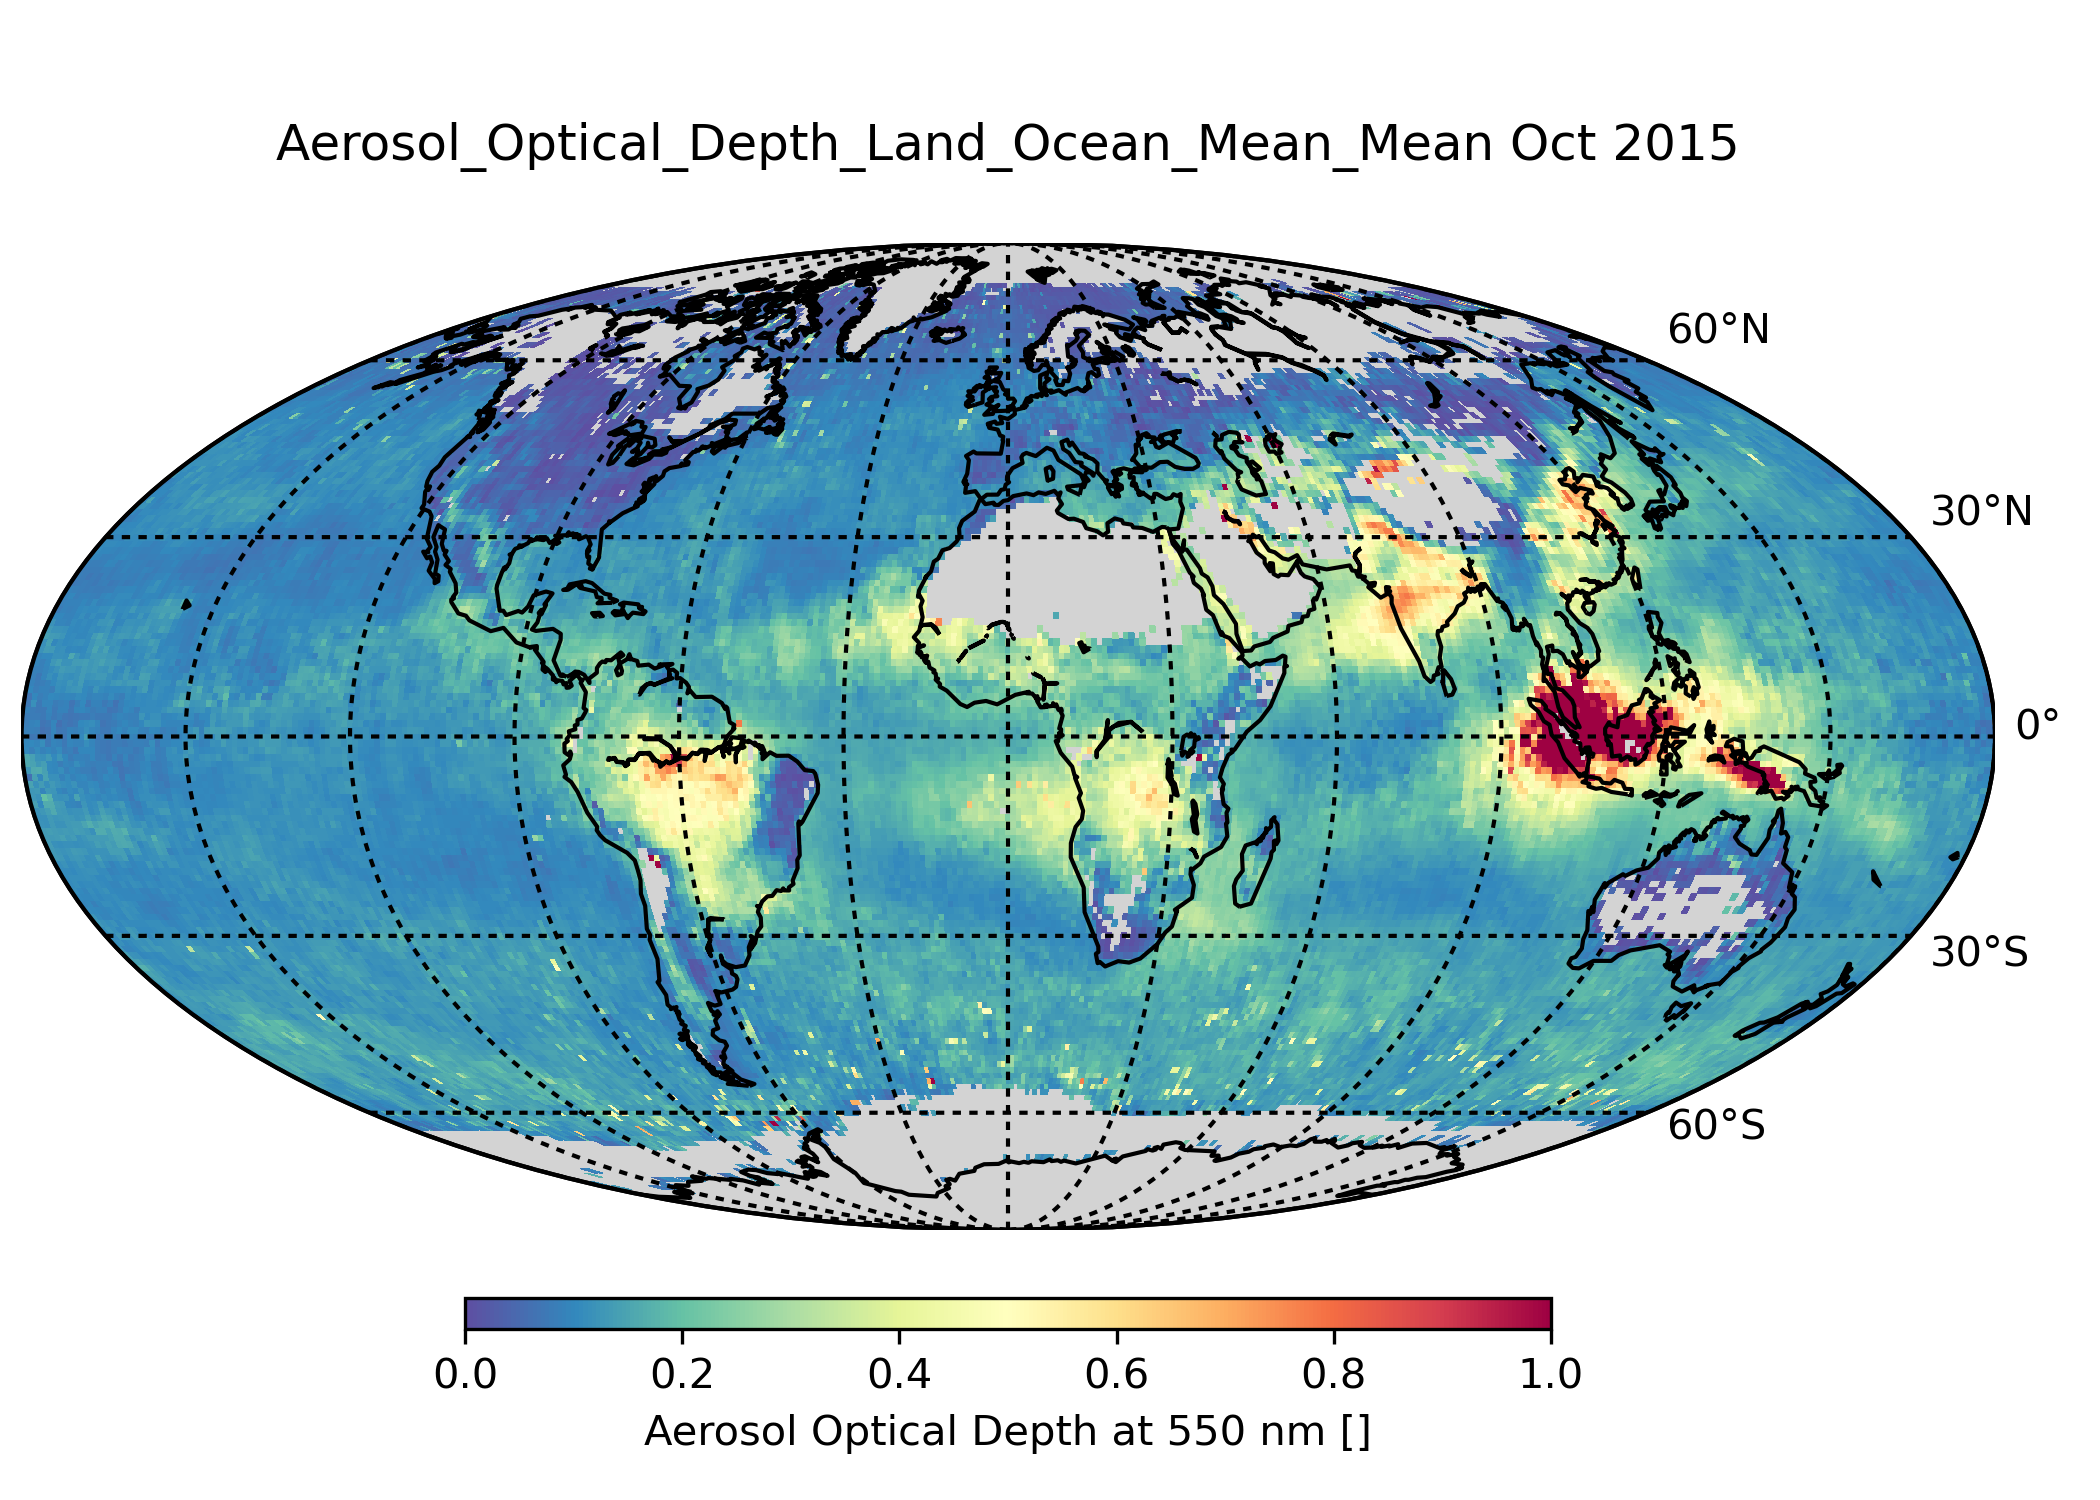 Aerosol_Optical_Depth_Land_Ocean_Mean_Mean Oct 2015
60°N
30°N
0°
30°S
60°S
0.0 0.2 0.4 0.6 0.8 1.0
Aerosol Optical Depth at 550 nm []